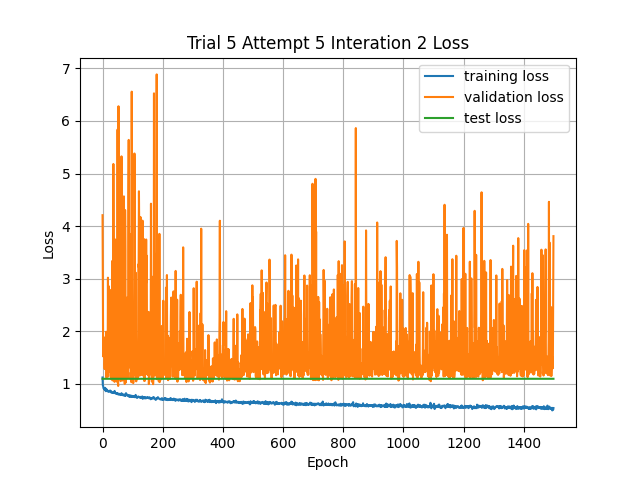 Trial 5 Attempt 5 Interation 2 Loss
training loss
validation loss
test loss
Loss
7
6
5
4
3
2
1
0 200 400 600 800 1000 1200 1400
Epoch